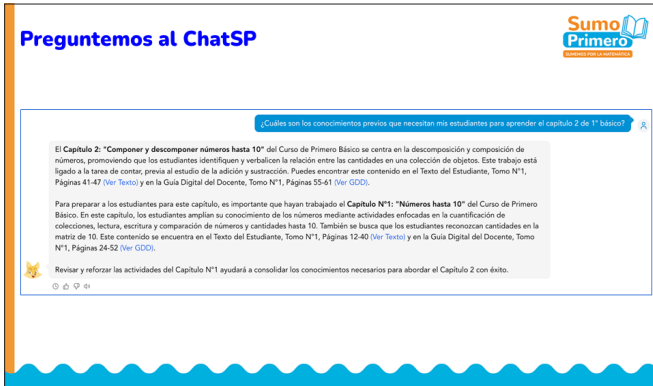 Preguntemos al ChatSP
Sumo
Primero
SUMEMOS POR LA MATEMÁTICA
¿Cuáles son los conocimientos previos que necesitan mis estudiantes para aprender el capítulo 2 de 1° básico?
El Capítulo 2: "Componer y descomponer números hasta 10" del Curso de Primero Básico se centra en la descomposición y composición de
números, promoviendo que los estudiantes identifiquen y verbalicen la relación entre las cantidades en una colección de objetos. Este trabajo está
ligado a la tarea de contar, previa al estudio de la adición y sustracción. Puedes encontrar este contenido en el Texto del Estudiante, Tomo N°1,
Páginas 41-47 (Ver Texto) y en la Guía Digital del Docente, Tomo N°1, Páginas 55-61 (Ver GDD).
Para preparar a los estudiantes para este capítulo, es importante que hayan trabajado el Capítulo N°1: "Números hasta 10" del Curso de Primero
Básico. En este capítulo, los estudiantes amplían su conocimiento de los números mediante actividades enfocadas en la cuantificación de
colecciones, lectura, escritura y comparación de números y cantidades hasta 10. También se busca que los estudiantes reconozcan cantidades en la
matriz de 10. Este contenido se encuentra en el Texto del Estudiante, Tomo N°1, Páginas 12-40 (Ver Texto) y en la Guía Digital del Docente, Tomo
N°1, Páginas 24-52 (Ver GDD).
Revisar y reforzar las actividades del Capítulo N°1 ayudará a consolidar los conocimientos necesarios para abordar el Capítulo 2 con éxito.